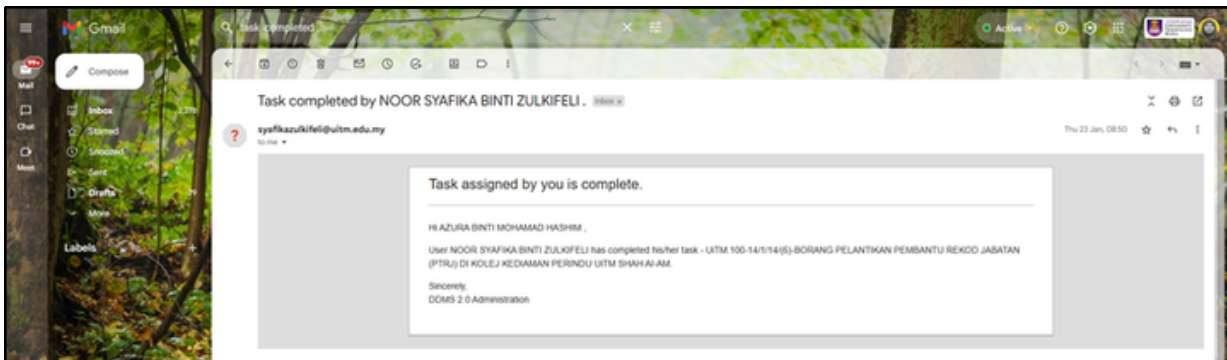 Gmail
task completed
Active
99+
Mail
Compose
Chat
Inbox
Starred
Meet
Snoozed
Sent
Drafts
More
Labels
Task completed by NOOR SYAFIKA BINTI ZULKIFELI . Inbox x
syafikazulkifeli@uitm.edu.my
Thu 23 Jan, 08:50
to me
Task assigned by you is complete.
Hi AZURA BINTI MOHAMAD HASHIM ,
User NOOR SYAFIKA BINTI ZULKIFELI has completed his/her task - UiTM.100-14/1/14/(6)-BORANG PELANTIKAN PEMBANTU REKOD JABATAN
(PTRJ) DI KOLEJ KEDIAMAN PERINDU UITM SHAH Al-AM.
Sincerely,
DDMS 2.0 Administration